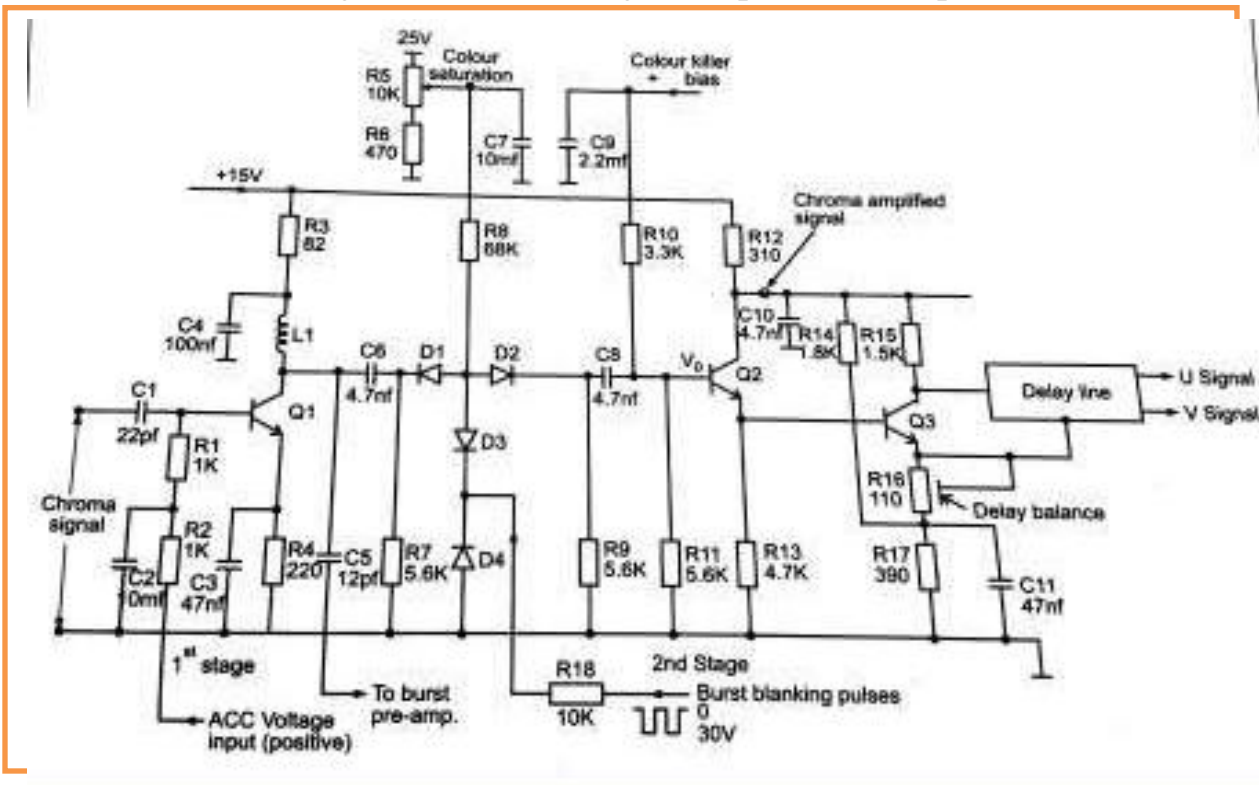 25V
Colour
saturation
R5
10K
R6
470
C7
10mf
Colour killer
+ bias
C9
2.2mf
+15V
R3
82
R8
68K
R10
3.3K
R12
310
Chroma amplified
signal
C4
100nf
L1
C6
4.7nf
D1
D2
C8
4.7nf
V_D
Q2
C10
4.7nf
R14
1.8K
R15
1.5K
Delay line
U Signal
V Signal
C1
22pf
Q1
R1
1K
D3
Q3
R16
110
Delay balance
Chroma
signal
R2
1K
C2
10mf
C3
47nf
R4
220
C5
12pf
R7
5.6K
D4
R9
5.6K
R11
5.6K
R13
4.7K
R17
390
C11
47nf
1st stage
2nd Stage
To burst
pre-amp.
R18
10K
Burst blanking pulses
0
30V
ACC Voltage
input (positive)